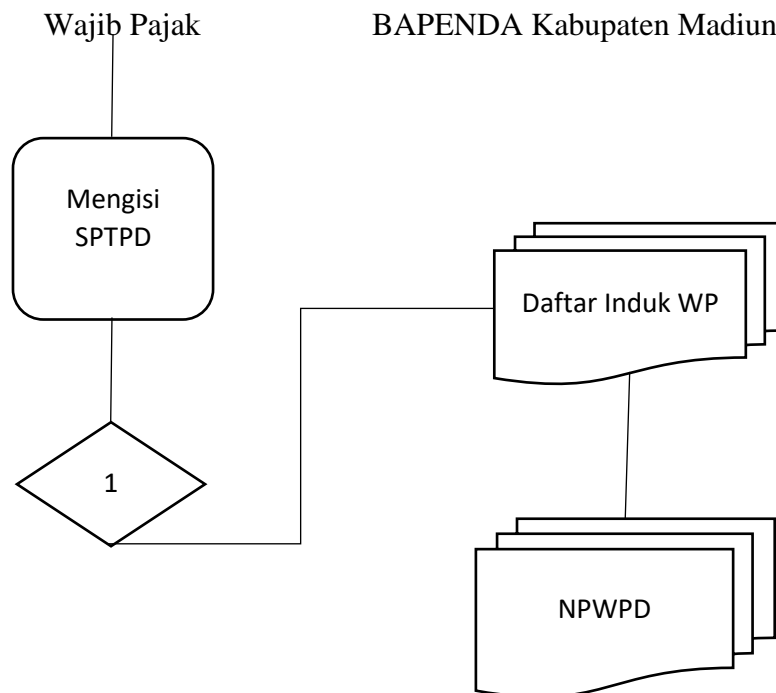 Wajib Pajak
BAPENDA Kabupaten Madiun
Mengisi
SPTPD
Daftar Induk WP
1
NPWPD